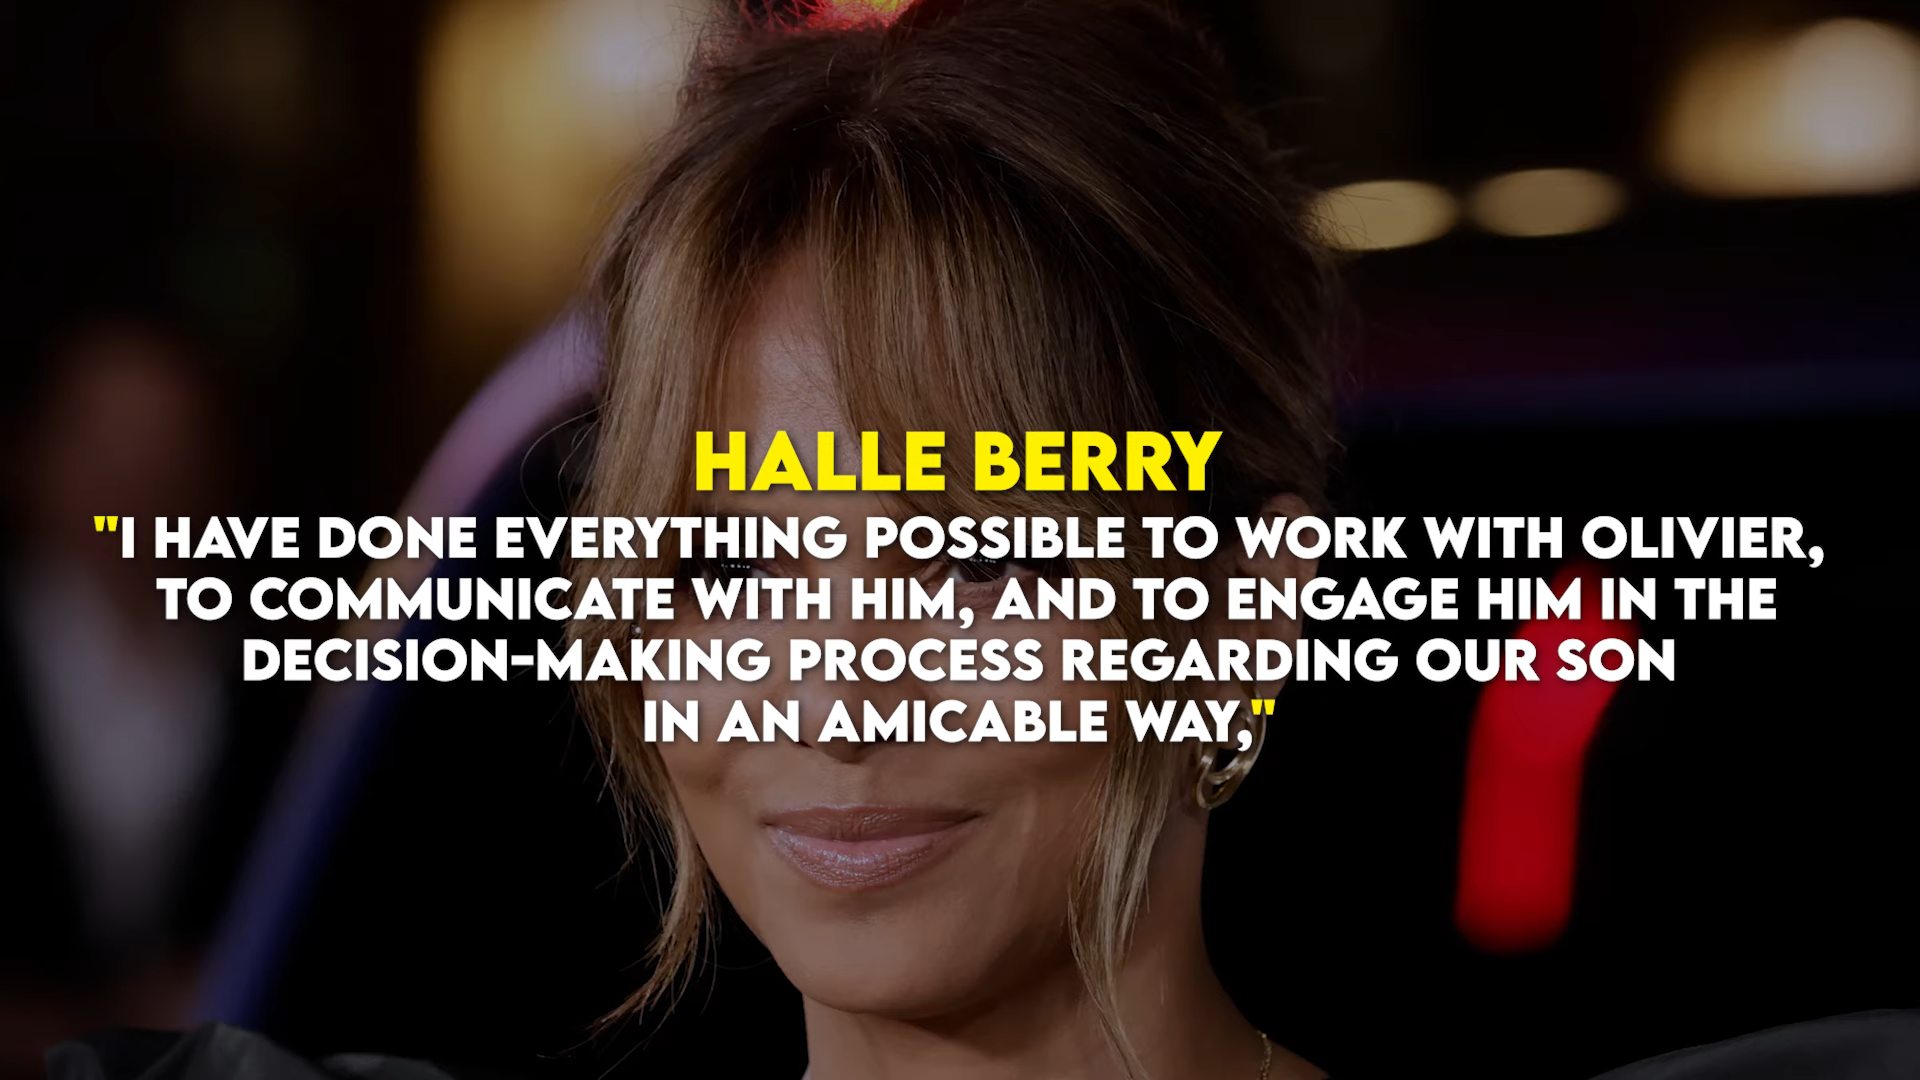 HALLE BERRY
"I HAVE DONE EVERYTHING POSSIBLE TO WORK WITH OLIVIER,
TO COMMUNICATE WITH HIM, AND TO ENGAGE HIM IN THE
DECISION-MAKING PROCESS REGARDING OUR SON
IN AN AMICABLE WAY,"